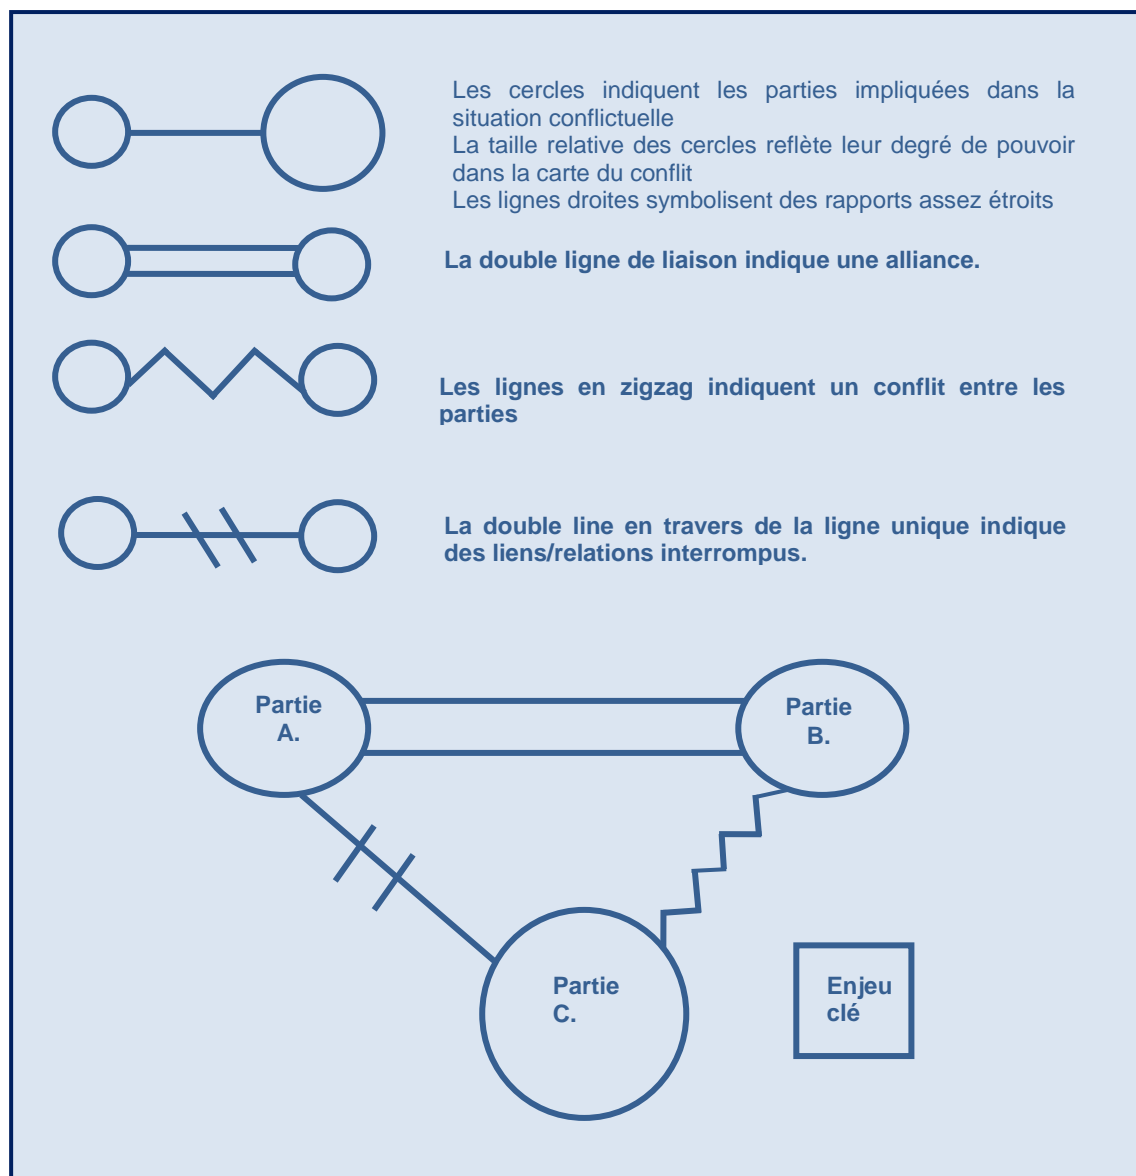 Les cercles indiquent les parties impliquées dans la
situation conflictuelle
La taille relative des cercles reflète leur degré de pouvoir
dans la carte du conflit
Les lignes droites symbolisent des rapports assez étroits
La double ligne de liaison indique une alliance.
Les lignes en zigzag indiquent un conflit entre les
parties
La double line en travers de la ligne unique indique
des liens/relations interrompus.
Partie
A.
Partie
B.
Partie
C.
Enjeu
clé